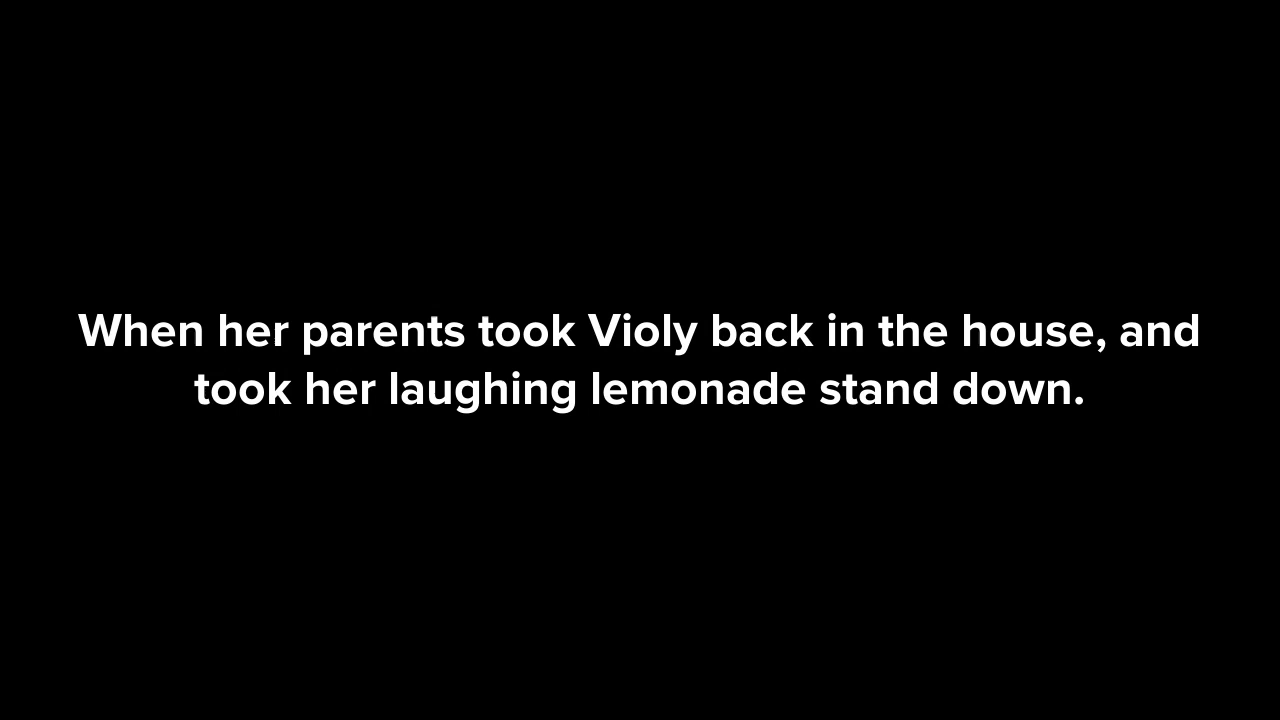 When her parents took Violy back in the house, and
took her laughing lemonade stand down.